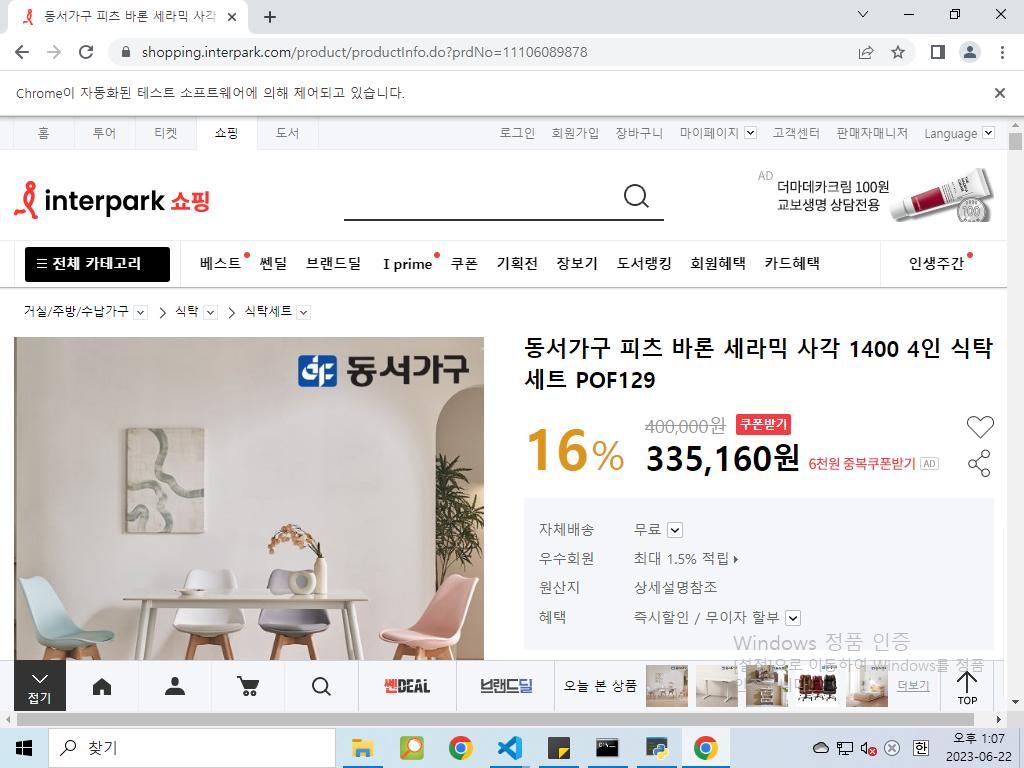 동서가구 피츠 바론 세라믹 사각
shopping.interpark.com/product/productInfo.do?prdNo=11106089878
Chrome이 자동화된 테스트 소프트웨어에 의해 제어되고 있습니다.
홈 투어 티켓 쇼핑 도서 로그인 회원가입 장바구니 마이페이지 고객센터 판매자매니저 Language
interpark 쇼핑
AD 더마데카크림 100원
교보생명 상담전용
전체 카테고리 베스트 쎈딜 브랜드딜 I prime 쿠폰 기획전 장보기 도서랭킹 회원혜택 카드혜택 인생주간
거실/주방/수납가구 식탁 식탁세트
동서가구
동서가구 피츠 바론 세라믹 사각 1400 4인 식탁
세트 POF129
16% 400,000원 쿠폰받기
335,160원 6천원 중복쿠폰받기 AD
자체배송 무료
우수회원 최대 1.5% 적립
원산지 상세설명참조
혜택 즉시할인 / 무이자 할부
Windows 정품 인증
[설정]으로 이동하여 Windows를 정품
접기 쎈DEAL 브랜드딜 오늘 본 상품 더보기 TOP
찾기
한
오후 1:07
2023-06-22